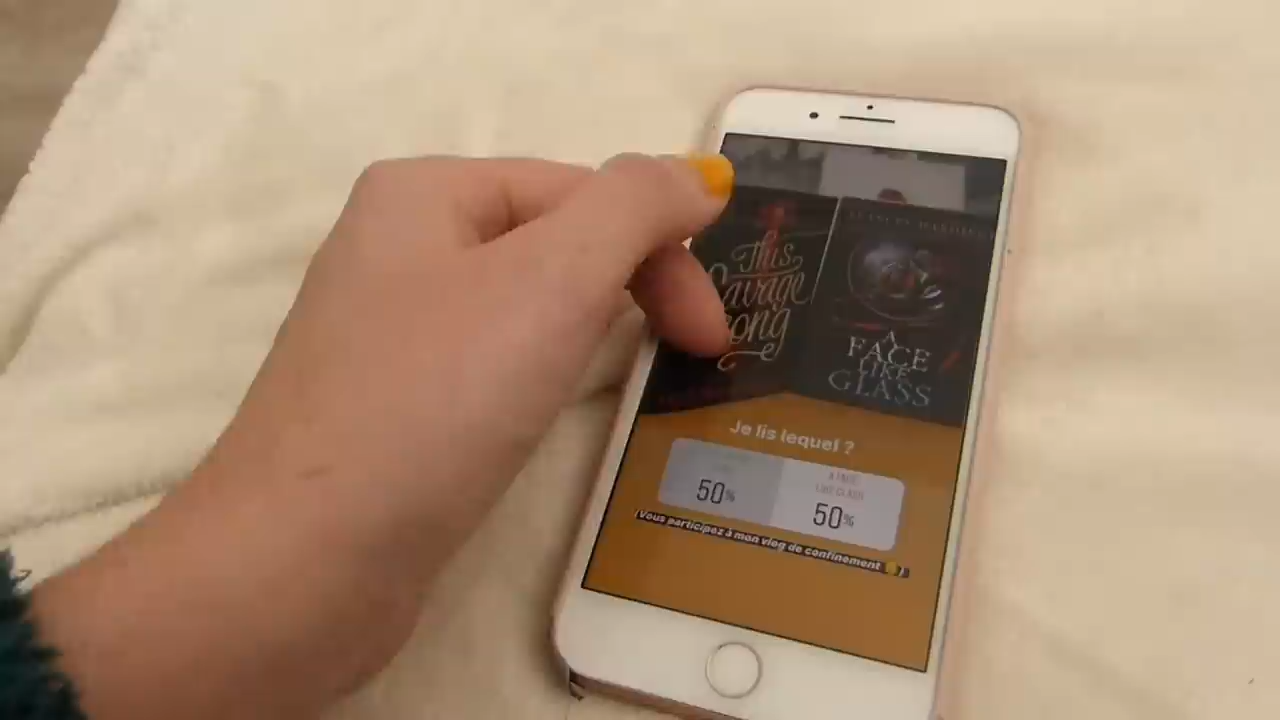 This
Savage
Song
A
FACE
LIKE
GLASS
Je lis lequel ?
A FACE
LIKE GLASS
50%
50%
(Vous participez à mon vlog de confinement
)